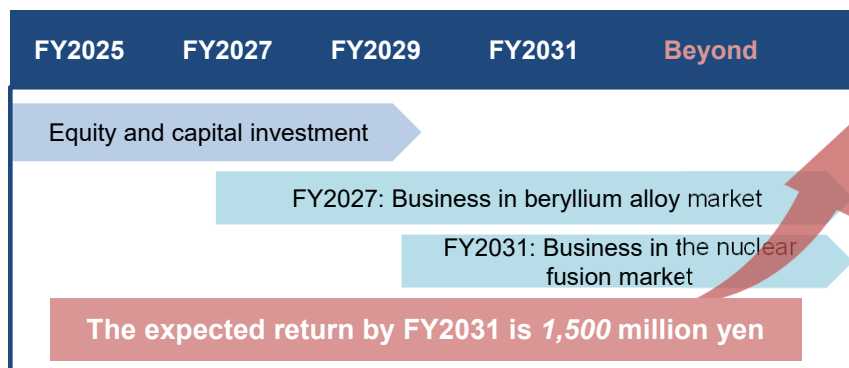 FY2025 FY2027 FY2029 FY2031 Beyond
Equity and capital investment
FY2027: Business in beryllium alloy market
FY2031: Business in the nuclear
fusion market
The expected return by FY2031 is 1,500 million yen